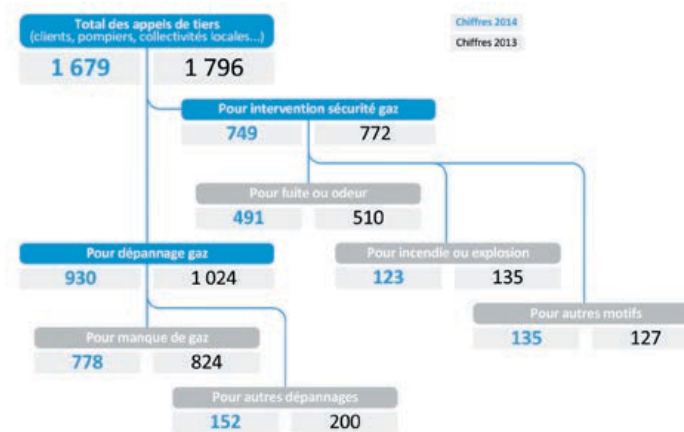 Total des appels de tiers
(clients, pompiers, collectivités locales...)
1 679 1 796
Chiffres 2014
Chiffres 2013
Pour intervention sécurité gaz
749 772
Pour fuite ou odeur
491 510
Pour dépannage gaz
930 1 024
Pour incendie ou explosion
123 135
Pour autres motifs
135 127
Pour manque de gaz
778 824
Pour autres dépannages
152 200